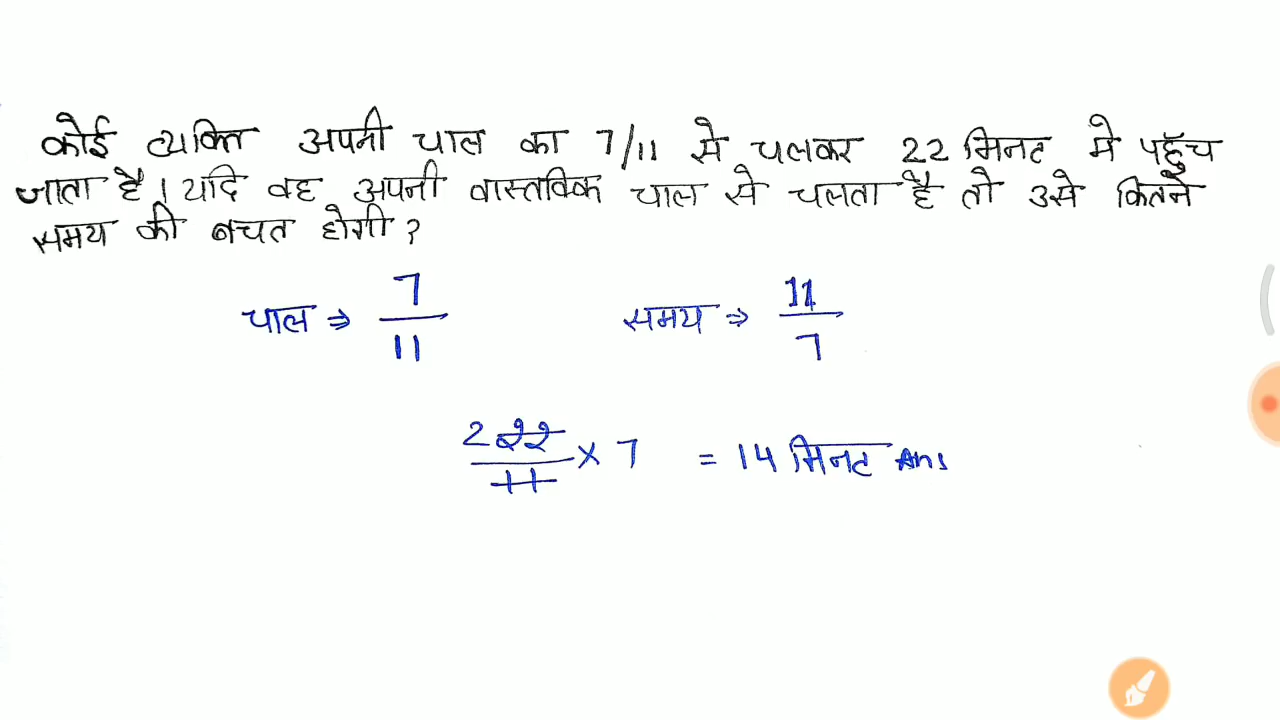 कोई व्यक्ति अपनी चाल का 7/11 से चलकर 22 मिनट मे पहुँच
जाता है। यदि वह अपनी वास्तविक चाल से चलता है तो उसे कितने
समय की बचत होगी?
चाल ⇒ 7/11 समय ⇒ 11/7
2 22/11 × 7 = 14 मिनट Ans